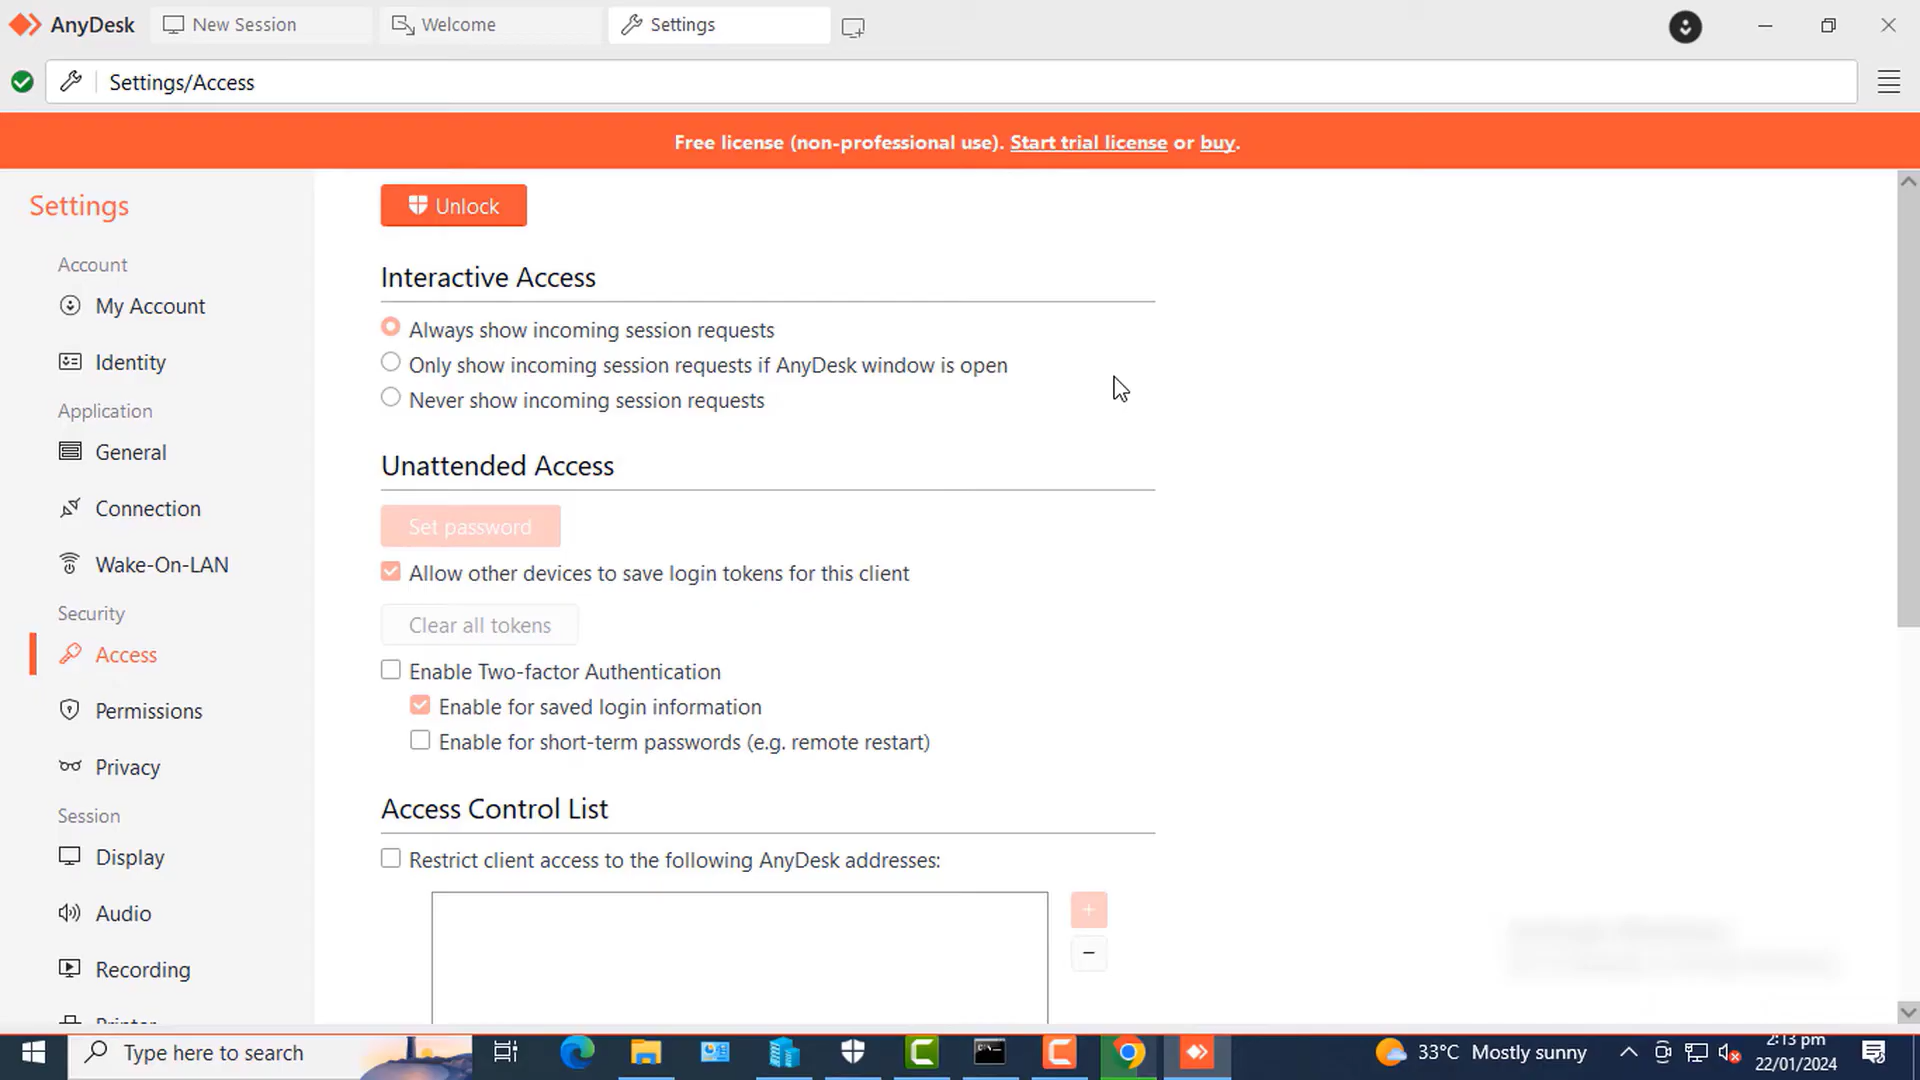 AnyDesk
New Session
Welcome
Settings
Settings/Access
Free license (non-professional use). Start trial license or buy.
Settings
Account
My Account
Identity
Application
General
Connection
Wake-On-LAN
Security
Access
Permissions
Privacy
Session
Display
Audio
Recording
Printer
Unlock
Interactive Access
Always show incoming session requests
Only show incoming session requests if AnyDesk window is open
Never show incoming session requests
Unattended Access
Set password
Allow other devices to save login tokens for this client
Clear all tokens
Enable Two-factor Authentication
Enable for saved login information
Enable for short-term passwords (e.g. remote restart)
Access Control List
Restrict client access to the following AnyDesk addresses:
+
−
Type here to search
33°C Mostly sunny
2:13 pm
22/01/2024